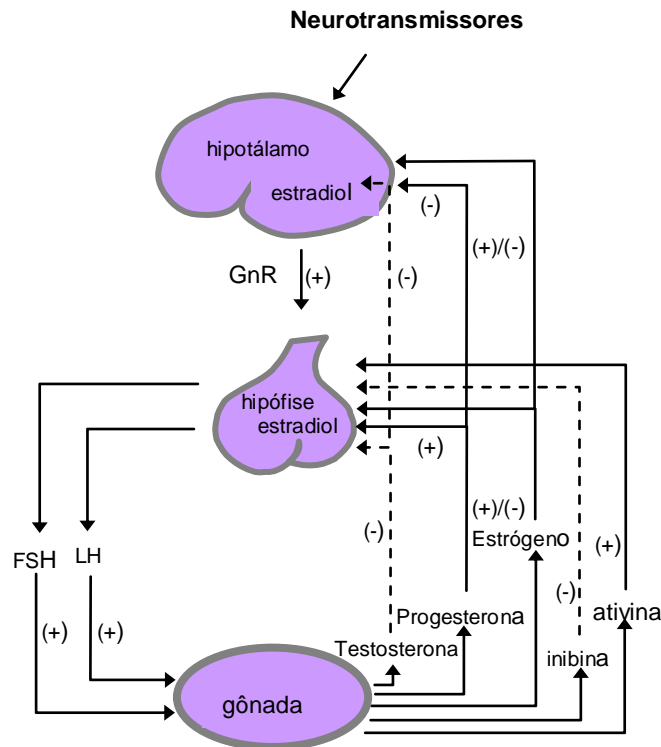 Neurotransmissores
hipotálamo
estradiol
(-)
(+)/(-)
GnR
(+)
(-)
hipófise
estradiol
(+)
(+)/(-)
(-)
Estrógeno
FSH
LH
(+)
(-)
ativina
Progesterona
(+)
(+)
Testosterona
inibina
gônada